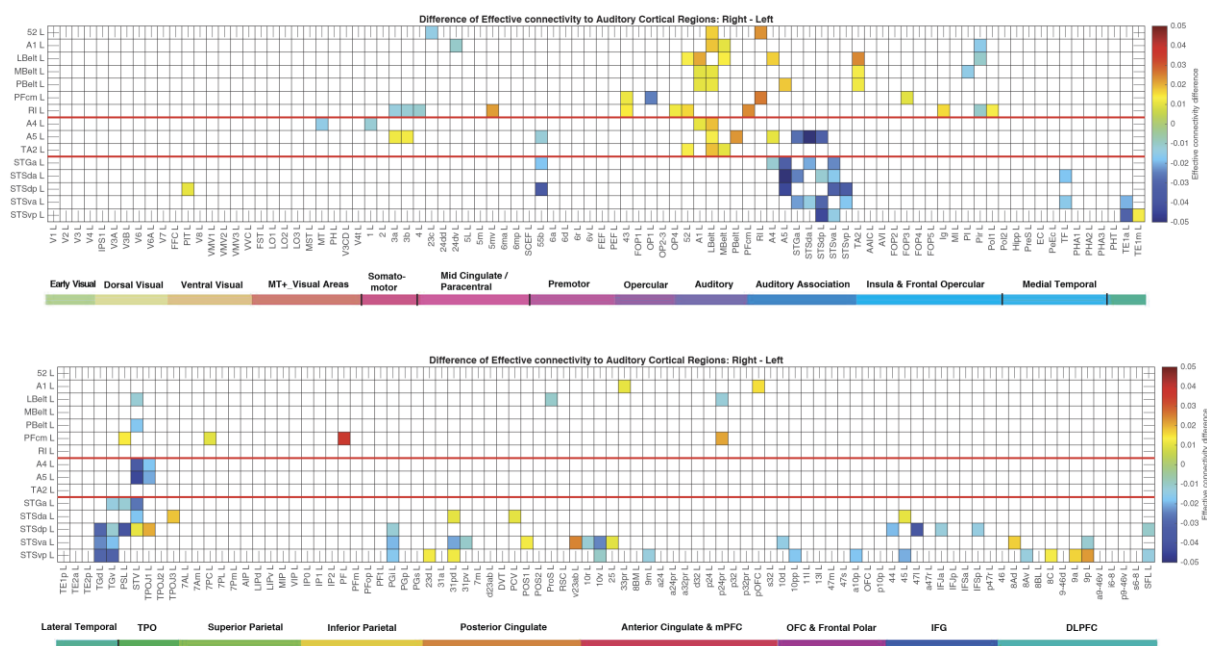 Difference of Effective connectivity to Auditory Cortical Regions: Right - Left
52 L
A1 L
LBelt L
MBelt L
PBelt L
PFcm L
RI L
A4 L
A5 L
TA2 L
STGa L
STSda L
STSdp L
STSva L
STSvp L
V1 L
V2 L
V3 L
V4 L
IPS1 L
V3A L
V3B L
V6 L
V6A L
V7 L
FFC L
PIT L
V8 L
VMV1 L
VMV2 L
VMV3 L
VVC L
FST L
LO1 L
LO2 L
LO3 L
MST L
MT L
PH L
V3CD L
V4t L
1 L
2 L
3a L
3b L
4 L
23c L
24dd L
24dv L
5L L
5m L
5mv L
6ma L
6mp L
SCEF L
55b L
6a L
6d L
6r L
6v L
FEF L
PEF L
43 L
FOP1 L
OP1 L
OP2-3 L
OP4 L
52 L
A1 L
LBelt L
MBelt L
PBelt L
PFcm L
RI L
A4 L
A5 L
STGa L
STSda L
STSdp L
STSva L
STSvp L
TA2 L
AAIC L
AVI L
FOP2 L
FOP3 L
FOP4 L
FOP5 L
Ig L
MI L
PI L
Pir L
PoI1 L
PoI2 L
Hipp L
PreS L
EC L
PeEc L
TF L
PHA1 L
PHA2 L
PHA3 L
PHT L
TE1a L
TE1m L
0.05
0.04
0.03
0.02
0.01
0
-0.01
-0.02
-0.03
-0.04
-0.05
Effective connectivity difference
Early Visual
Dorsal Visual
Ventral Visual
MT+_Visual Areas
Somato-
motor
Mid Cingulate /
Paracentral
Premotor
Opercular
Auditory
Auditory Association
Insula & Frontal Opercular
Medial Temporal
Difference of Effective connectivity to Auditory Cortical Regions: Right - Left
52 L
A1 L
LBelt L
MBelt L
PBelt L
PFcm L
RI L
A4 L
A5 L
TA2 L
STGa L
STSda L
STSdp L
STSva L
STSvp L
TE1p L
TE2a L
TE2p L
TGd L
TGv L
PSL L
STV L
TPOJ1 L
TPOJ2 L
TPOJ3 L
7AL L
7Am L
7PC L
7PL L
7Pm L
AIP L
LIPd L
LIPv L
MIP L
VIP L
IP0 L
IP1 L
IP2 L
PF L
PFm L
PFop L
PFt L
PGi L
PGp L
PGs L
23d L
31pd L
31pv L
7m L
d23ab L
DVT L
PCV L
POS1 L
POS2 L
ProS L
RSC L
v23ab L
10r L
10v L
25 L
33pr L
8BM L
9m L
a24 L
a24pr L
a32pr L
d32 L
p24 L
p24pr L
p32 L
p32pr L
pOFC L
s32 L
10d L
10pp L
11l L
13l L
47m L
47s L
a10p L
OFC L
p10p L
44 L
45 L
47l L
a47r L
IFJa L
IFJp L
IFSa L
IFSp L
p47r L
46 L
8Ad L
8Av L
8BL L
8C L
9-46d L
9a L
9p L
a9-46v L
i6-8 L
p9-46v L
s6-8 L
SFL L
0.05
0.04
0.03
0.02
0.01
0
-0.01
-0.02
-0.03
-0.04
-0.05
Effective connectivity difference
Lateral Temporal
TPO
Superior Parietal
Inferior Parietal
Posterior Cingulate
Anterior Cingulate & mPFC
OFC & Frontal Polar
IFG
DLPFC